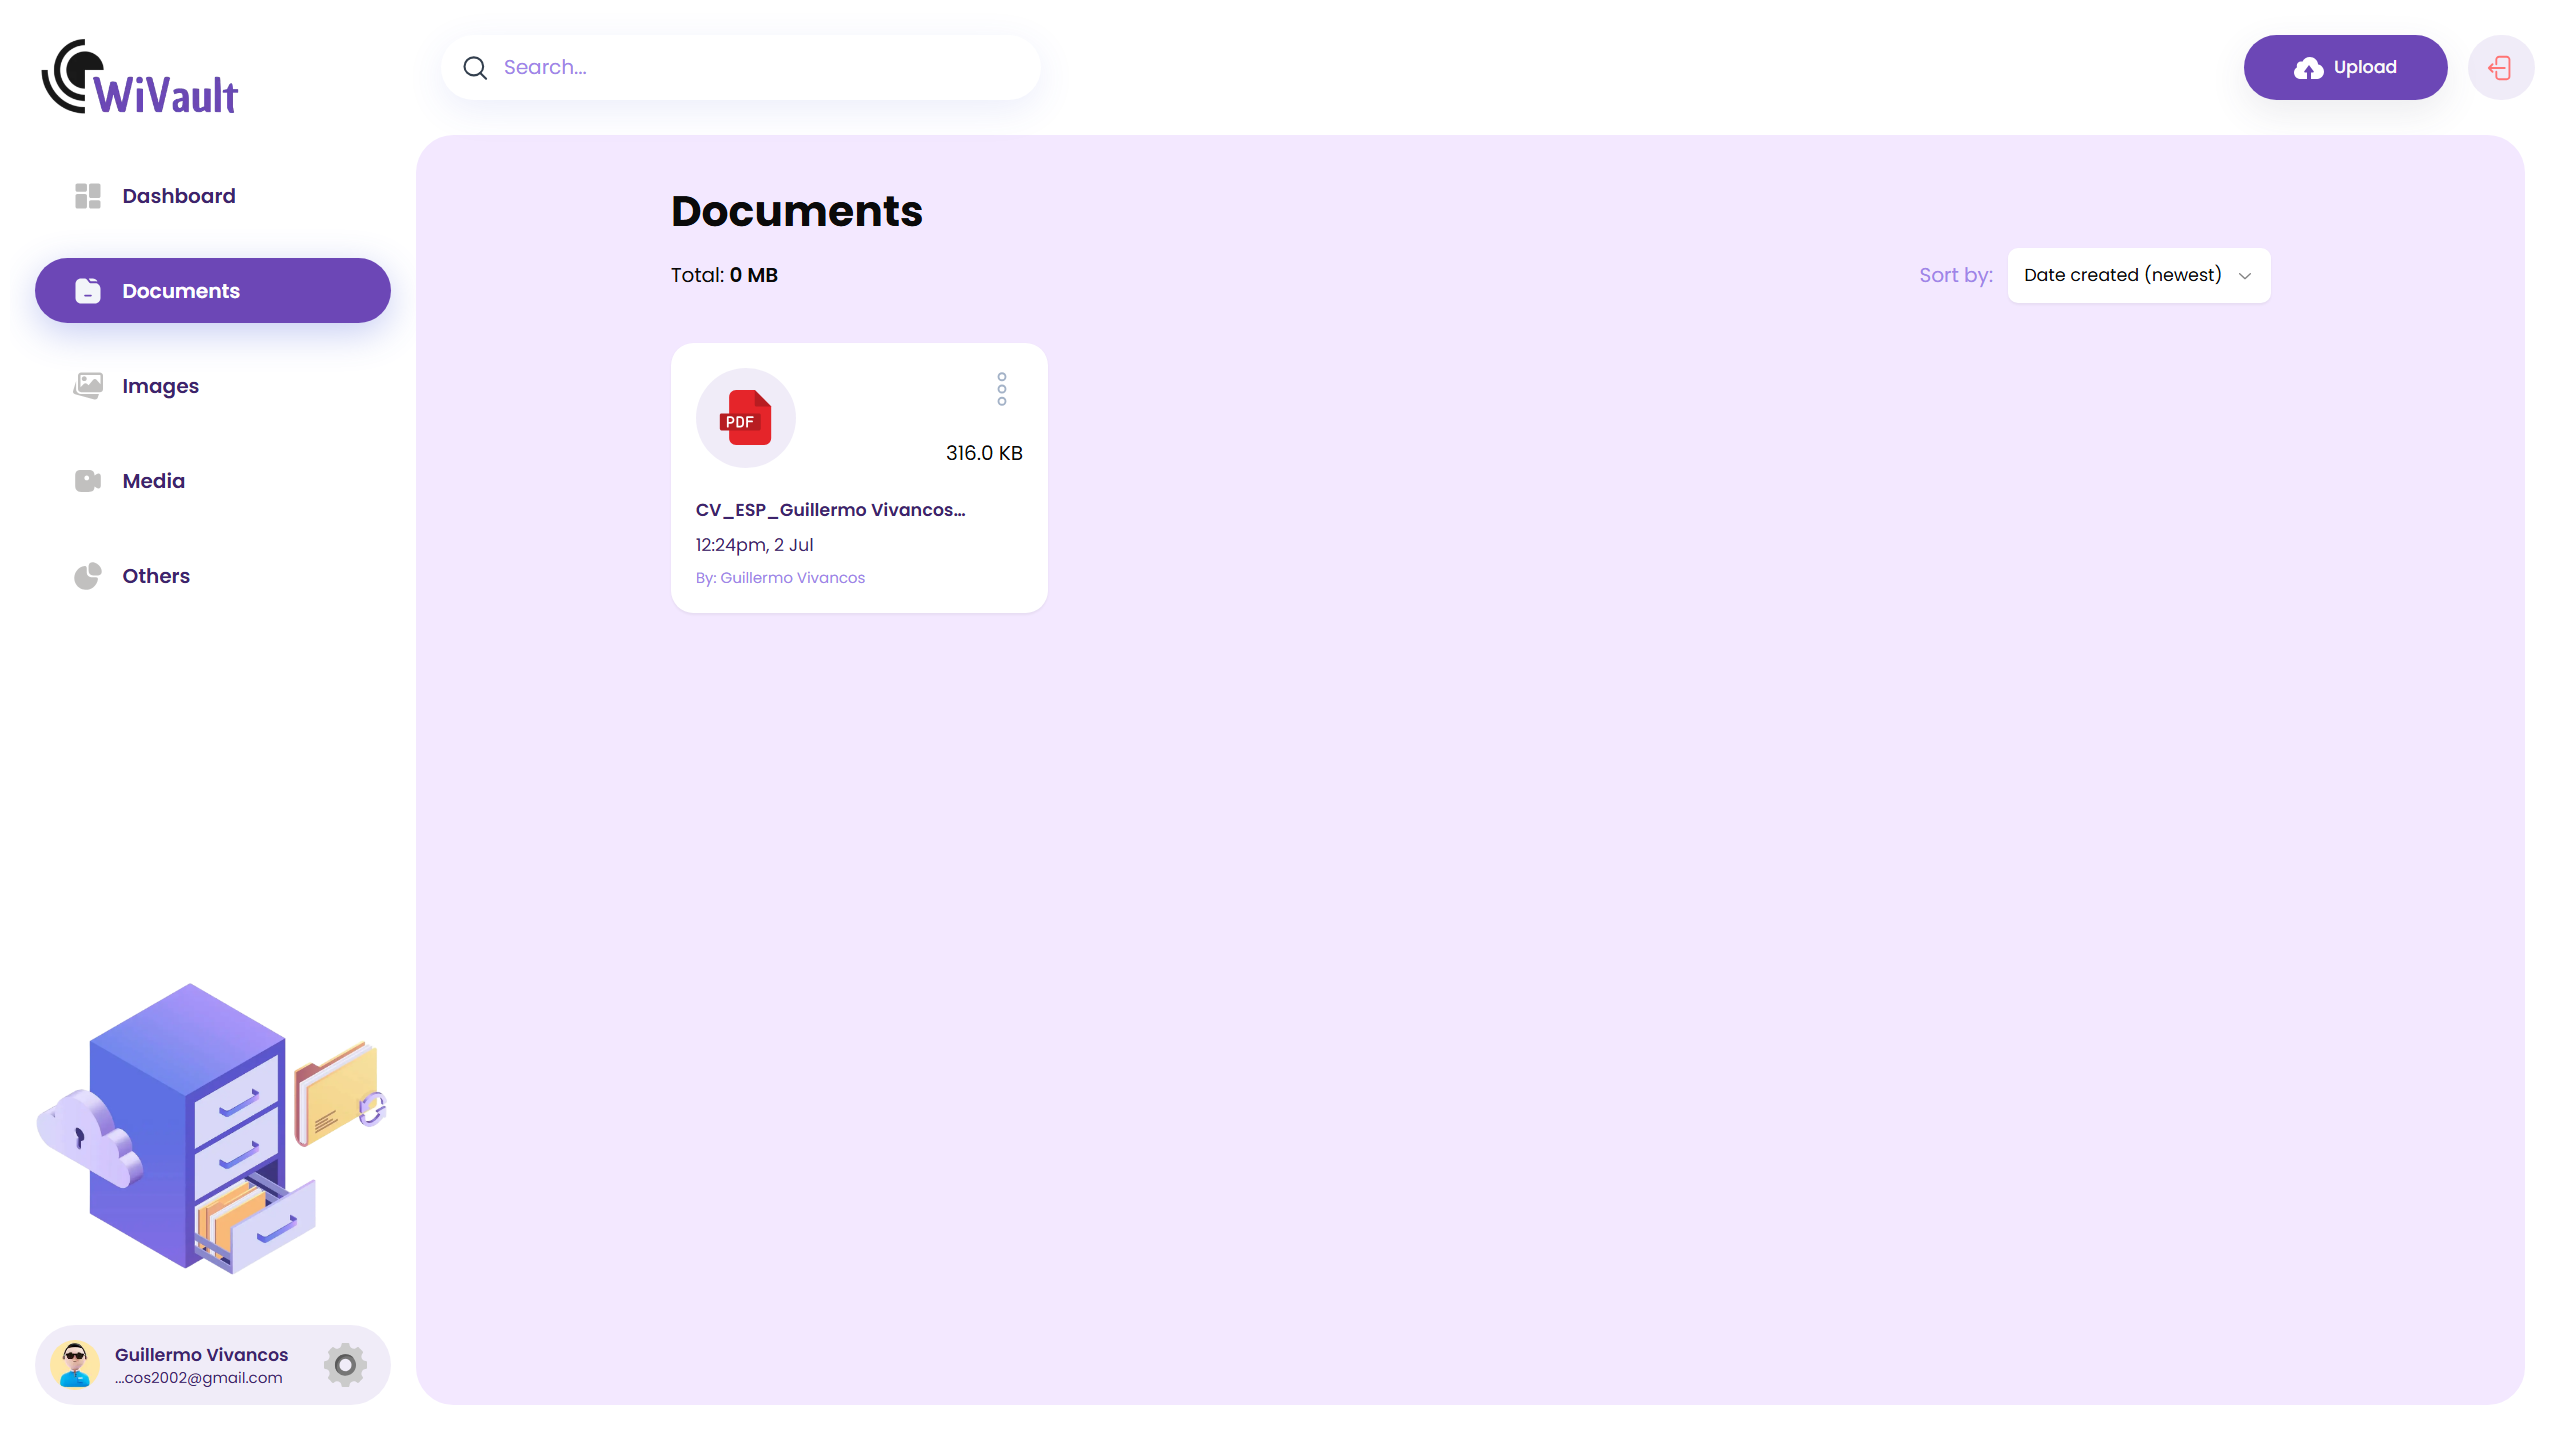 WiVault
Search...
Upload
Dashboard
Documents
Images
Media
Others
Documents
Total: 0 MB
Sort by:
Date created (newest)
PDF
316.0 KB
CV_ESP_Guillermo Vivancos...
12:24pm, 2 Jul
By: Guillermo Vivancos
Guillermo Vivancos
...cos2002@gmail.com